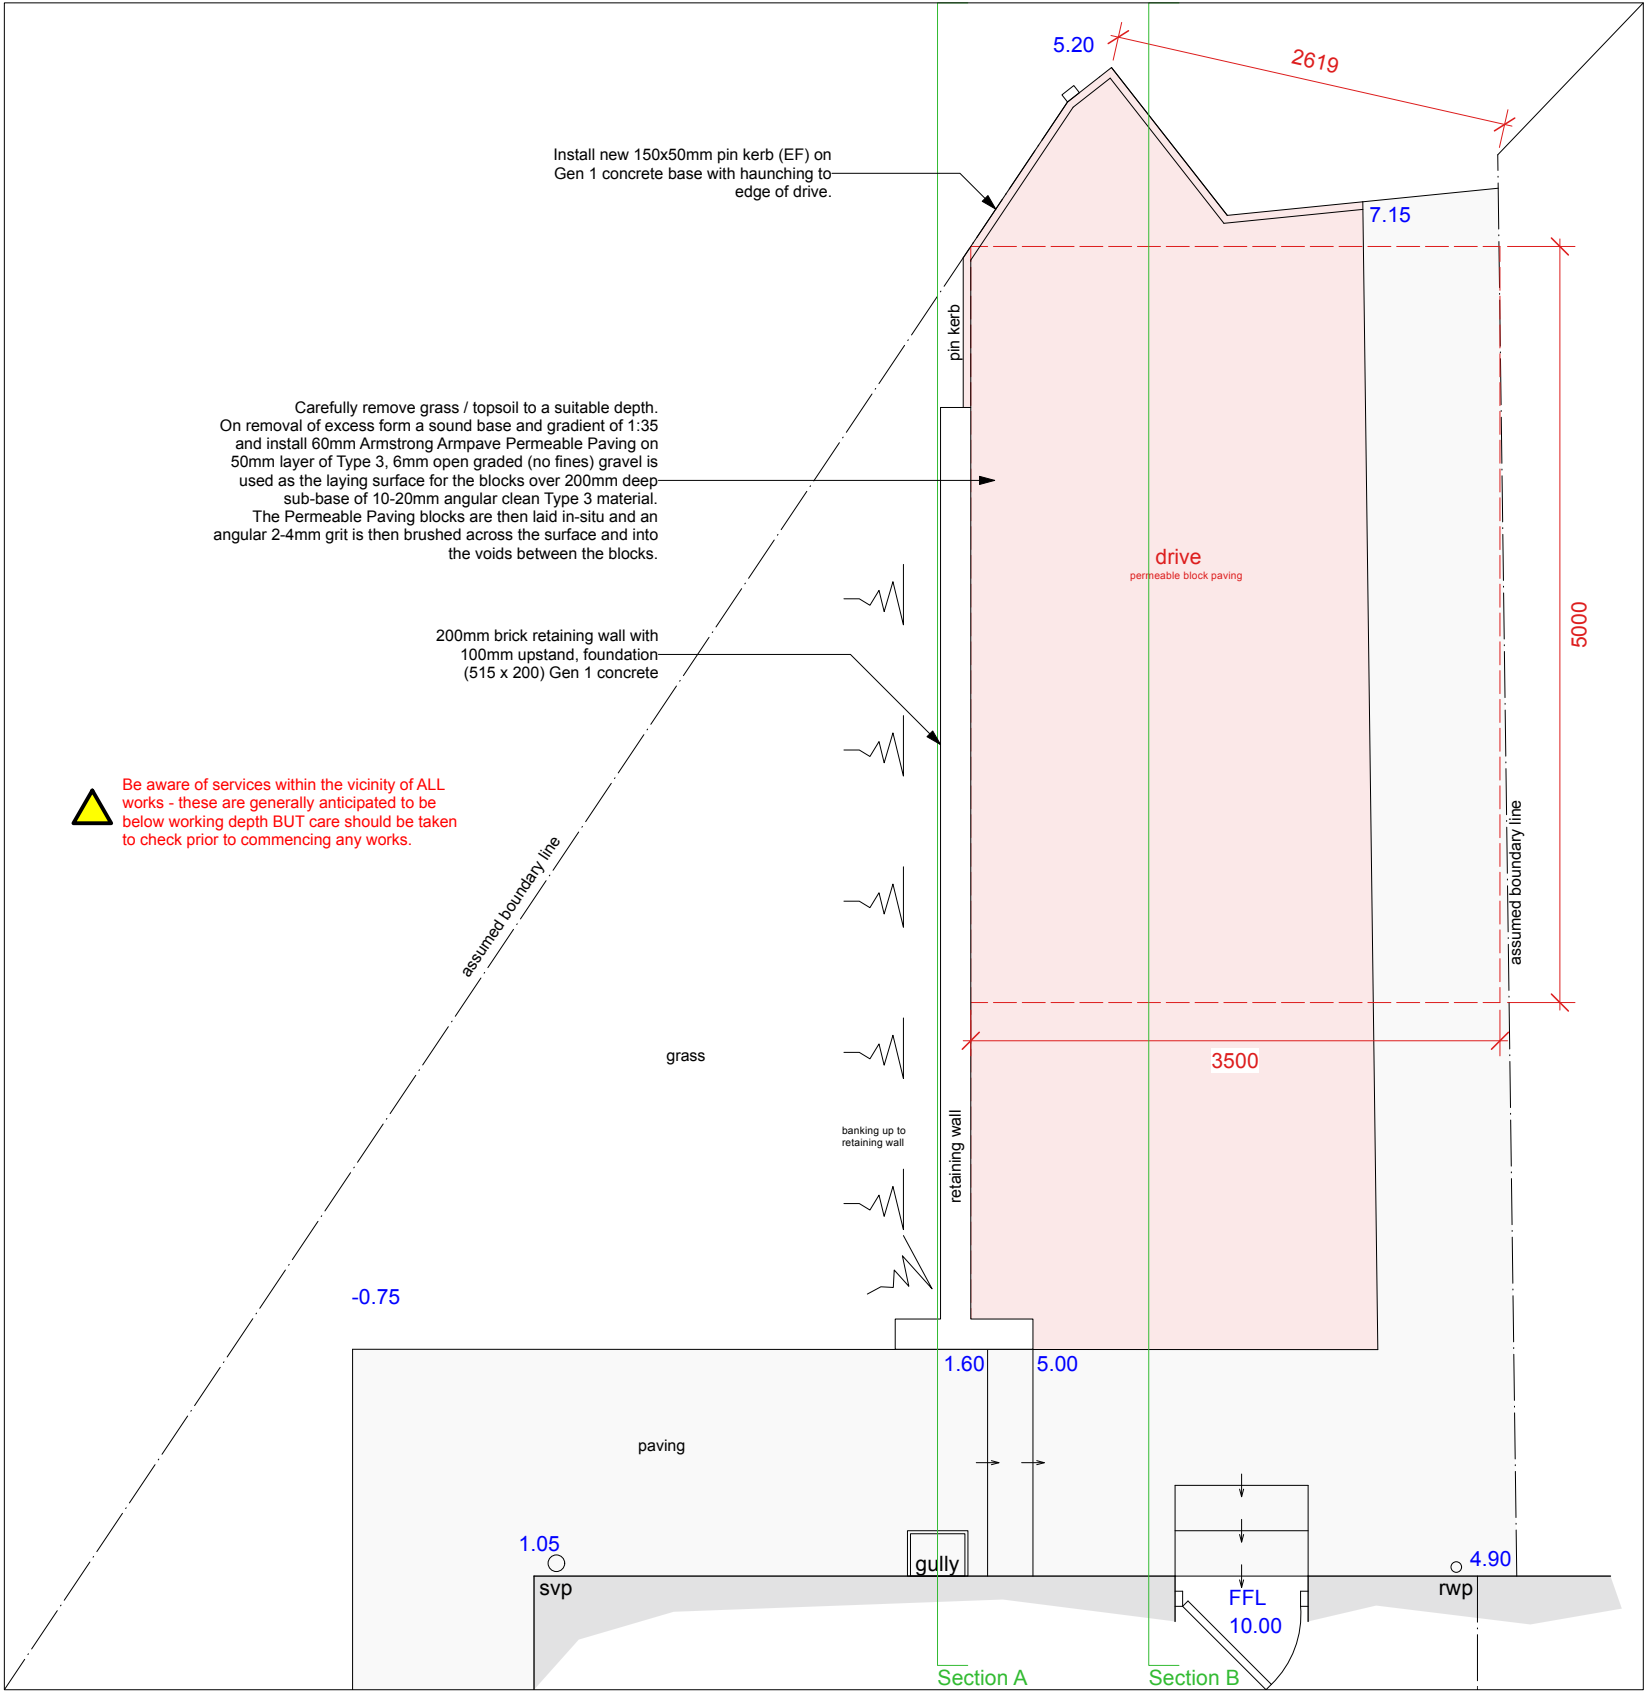 5.20
2619
Install new 150x50mm pin kerb (EF) on
Gen 1 concrete base with haunching to
edge of drive.
7.15
pin kerb
Carefully remove grass / topsoil to a suitable depth.
On removal of excess form a sound base and gradient of 1:35
and install 60mm Armstrong Armpave Permeable Paving on
50mm layer of Type 3, 6mm open graded (no fines) gravel is
used as the laying surface for the blocks over 200mm deep
sub-base of 10-20mm angular clean Type 3 material.
The Permeable Paving blocks are then laid in-situ and an
angular 2-4mm grit is then brushed across the surface and into
the voids between the blocks.
drive
permeable block paving
5000
200mm brick retaining wall with
100mm upstand, foundation
(515 x 200) Gen 1 concrete
Be aware of services within the vicinity of ALL
works - these are generally anticipated to be
below working depth BUT care should be taken
to check prior to commencing any works.
assumed boundary line
assumed boundary line
grass
3500
banking up to
retaining wall
retaining wall
-0.75
1.60
5.00
paving
1.05
svp
gully
4.90
rwp
FFL
10.00
Section A
Section B